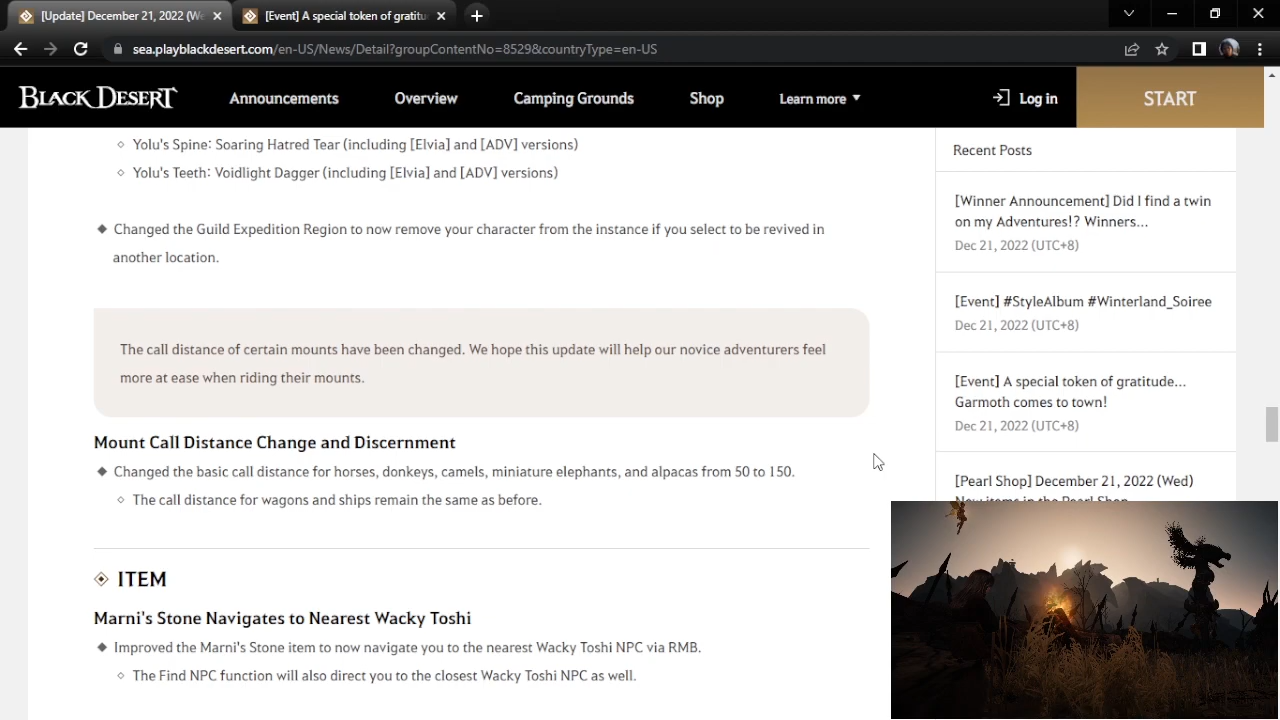 [Update] December 21, 2022 (We
[Event] A special token of gratitu
sea.playblackdesert.com/en-US/News/Detail?groupContentNo=8529&countryType=en-US
BLACK DESERT
Announcements
Overview
Camping Grounds
Shop
Learn more
Log in
START
Yolu's Spine: Soaring Hatred Tear (including [Elvia] and [ADV] versions)
Yolu's Teeth: Voidlight Dagger (including [Elvia] and [ADV] versions)
Changed the Guild Expedition Region to now remove your character from the instance if you select to be revived in
another location.
The call distance of certain mounts have been changed. We hope this update will help our novice adventurers feel
more at ease when riding their mounts.
Mount Call Distance Change and Discernment
Changed the basic call distance for horses, donkeys, camels, miniature elephants, and alpacas from 50 to 150.
The call distance for wagons and ships remain the same as before.
ITEM
Marni's Stone Navigates to Nearest Wacky Toshi
Improved the Marni's Stone item to now navigate you to the nearest Wacky Toshi NPC via RMB.
The Find NPC function will also direct you to the closest Wacky Toshi NPC as well.
Recent Posts
[Winner Announcement] Did I find a twin
on my Adventures!? Winners...
Dec 21, 2022 (UTC+8)
[Event] #StyleAlbum #Winterland_Soiree
Dec 21, 2022 (UTC+8)
[Event] A special token of gratitude...
Garmoth comes to town!
Dec 21, 2022 (UTC+8)
[Pearl Shop] December 21, 2022 (Wed)
New items in the Pearl Shop